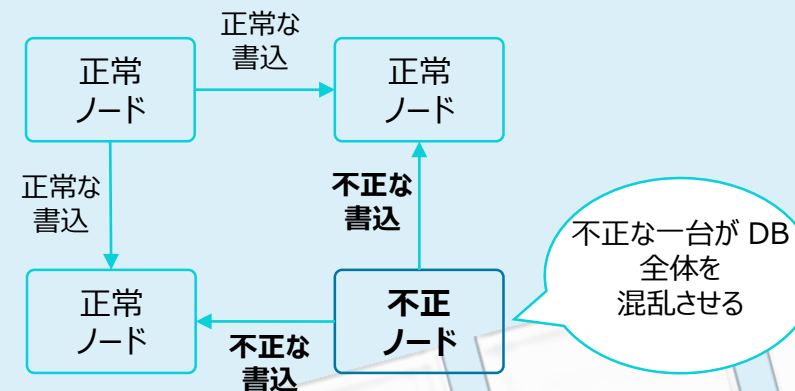 正常な
書込
正常
ノード
正常
ノード
正常な
書込
不正な
書込
不正な一台が DB
全体を
混乱させる
正常
ノード
不正な
書込
不正
ノード